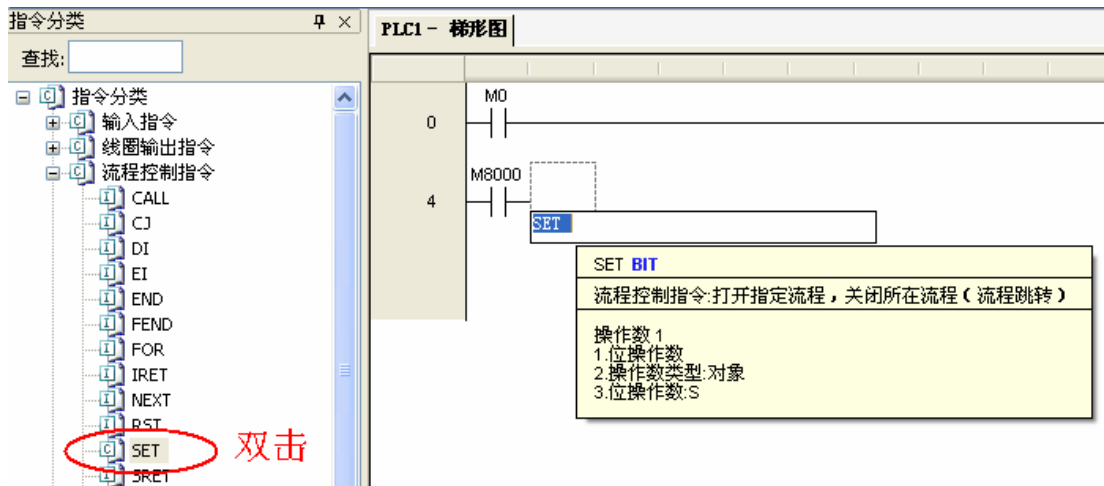 指令分类
查找:
指令分类
输入指令
线圈输出指令
流程控制指令
CALL
CJ
DI
EI
END
FEND
FOR
IRET
NEXT
RST
SET
SRET
双击
PLC1 - 梯形图
M0
0
M8000
4
SET
SET BIT
流程控制指令:打开指定流程，关闭所在流程（流程跳转）
操作数 1
1.位操作数
2.操作数类型:对象
3.位操作数:S